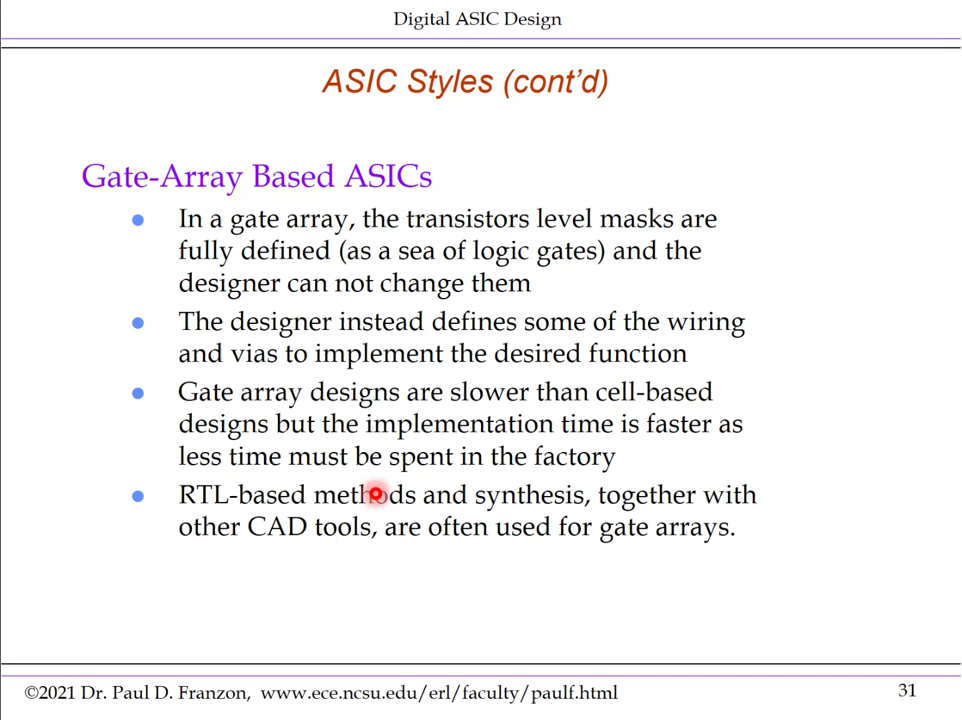 Digital ASIC Design
ASIC Styles (cont’d)
Gate-Array Based ASICs
In a gate array, the transistors level masks are
fully defined (as a sea of logic gates) and the
designer can not change them
The designer instead defines some of the wiring
and vias to implement the desired function
Gate array designs are slower than cell-based
designs but the implementation time is faster as
less time must be spent in the factory
RTL-based methods and synthesis, together with
other CAD tools, are often used for gate arrays.
©2021 Dr. Paul D. Franzon, www.ece.ncsu.edu/erl/faculty/paulf.html
31